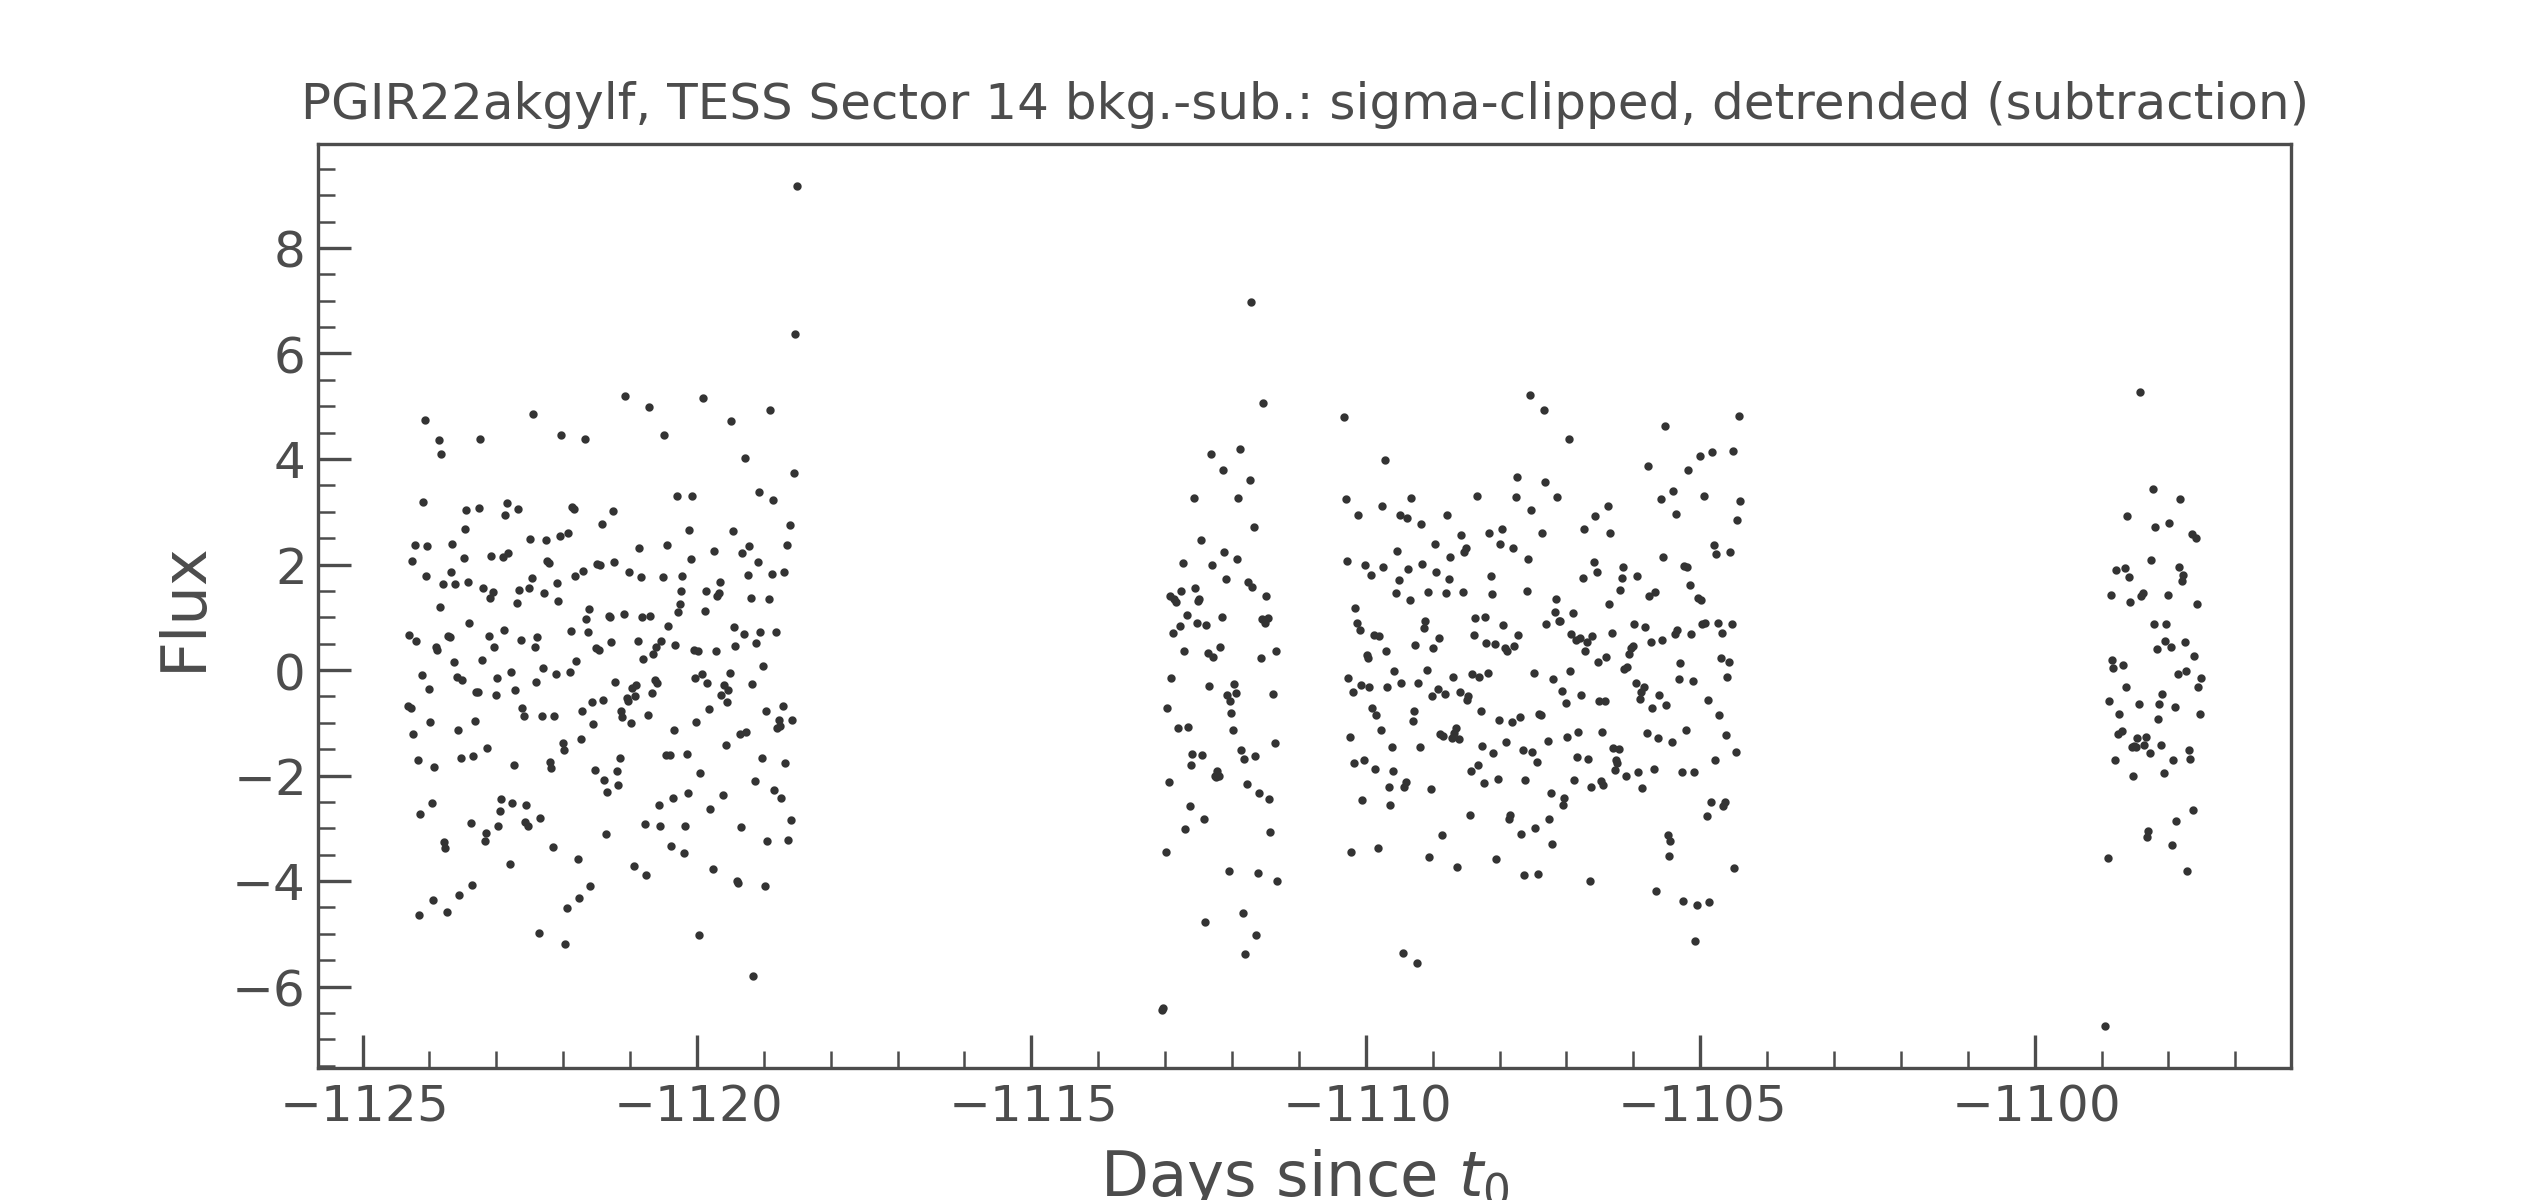 PGIR22akgylf, TESS Sector 14 bkg.-sub.: sigma-clipped, detrended (subtraction)
Flux
8
6
4
2
0
−2
−4
−6
−1125 −1120 −1115 −1110 −1105 −1100
Days since t₀